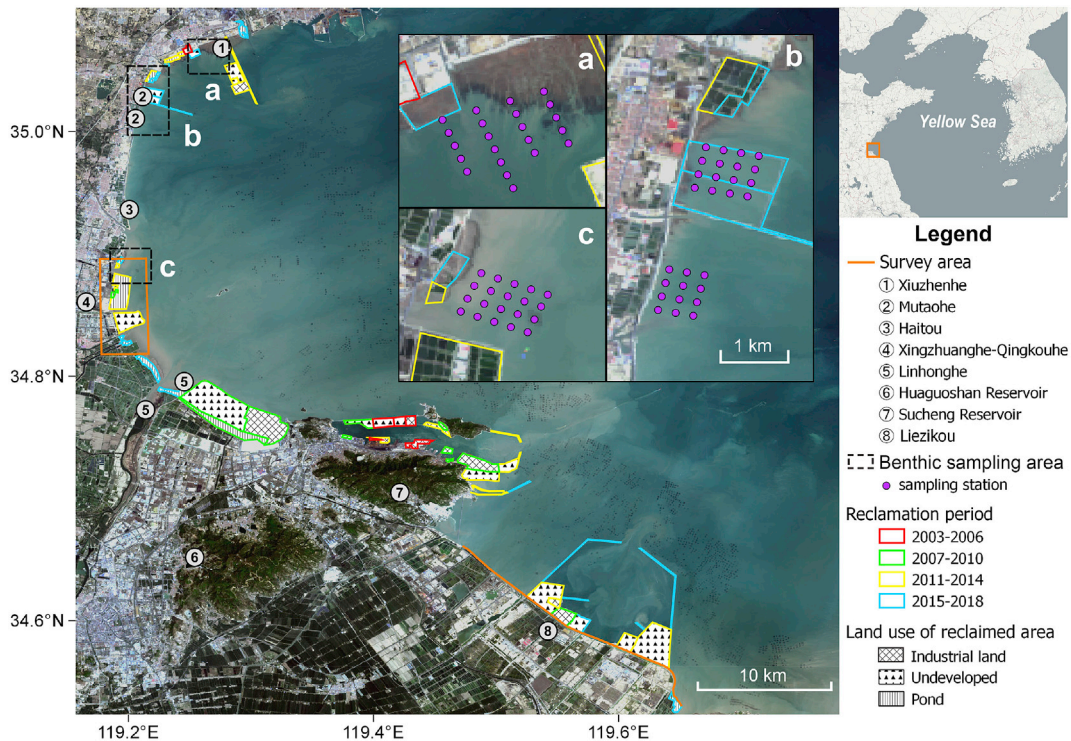 35.0°N
34.8°N
34.6°N
119.2°E
119.4°E
119.6°E
1
a
2
2
b
3
c
4
5
5
6
7
8
10 km
a
b
c
1 km
Yellow Sea
Legend
Survey area
1 Xiuzhenhe
2 Mutaohe
3 Haitou
4 Xingzhuanghe-Qingkouhe
5 Linhonghe
6 Huaguoshan Reservoir
7 Sucheng Reservoir
8 Liezikou
Benthic sampling area
sampling station
Reclamation period
2003-2006
2007-2010
2011-2014
2015-2018
Land use of reclaimed area
Industrial land
Undeveloped
Pond